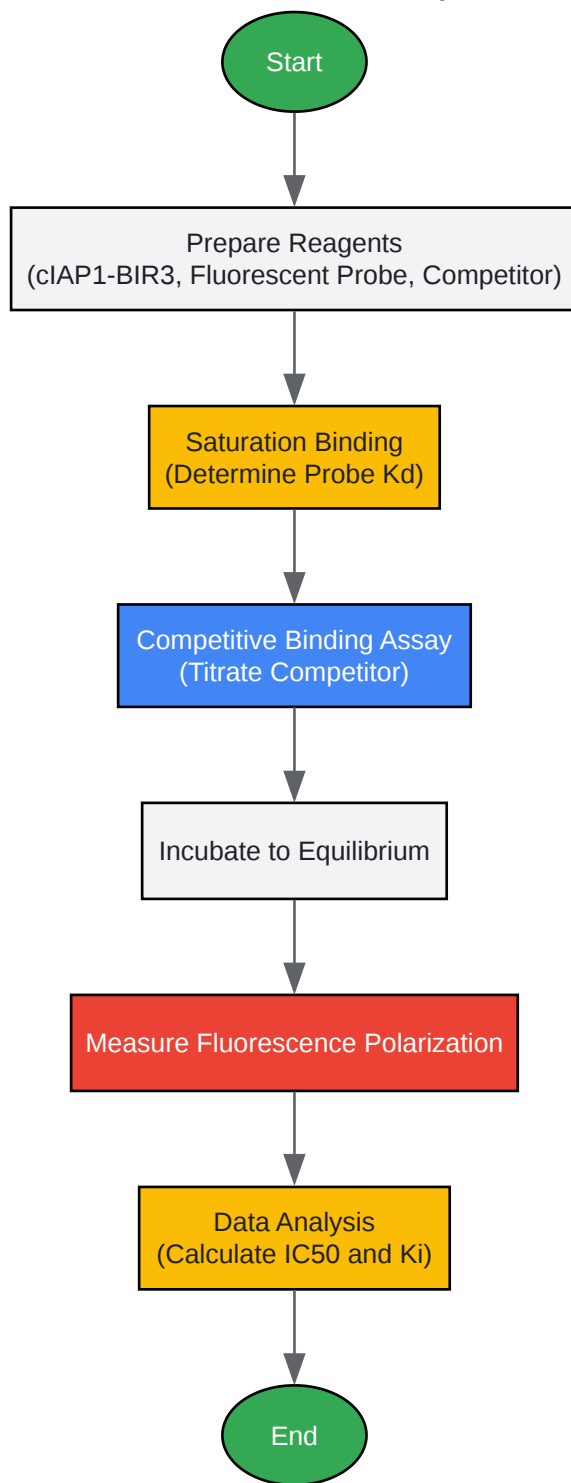 Start
Prepare Reagents
(cIAP1-BIR3, Fluorescent Probe, Competitor)
Saturation Binding
(Determine Probe Kd)
Competitive Binding Assay
(Titrate Competitor)
Incubate to Equilibrium
Measure Fluorescence Polarization
Data Analysis
(Calculate IC50 and Ki)
End